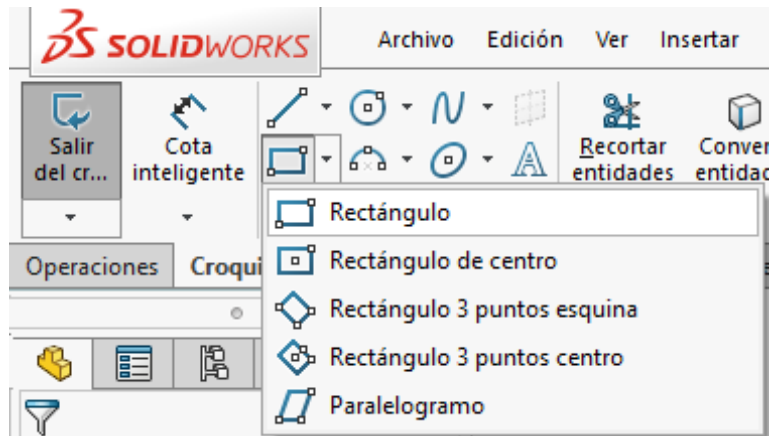 SOLIDWORKS Archivo Edición Ver Insertar
Salir del cr...
Cota inteligente
Recortar entidades
Operaciones
Rectángulo
Rectángulo de centro
Rectángulo 3 puntos esquina
Rectángulo 3 puntos centro
Paralelogramo